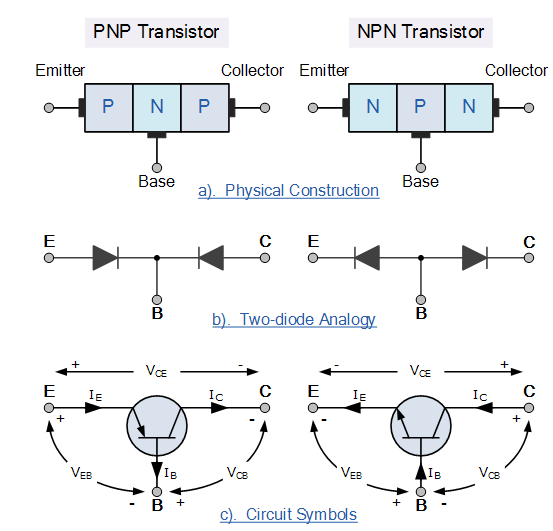 PNP Transistor NPN Transistor
Emitter Collector Emitter Collector
P N P N P N
Base Base
a). Physical Construction
E C E C
B B
b). Two-diode Analogy
+ VCE - - VCE +
E IE IC C E IE IC C
+ - - +
VEB IB VCB VEB IB VCB
- B + + B -
c). Circuit Symbols